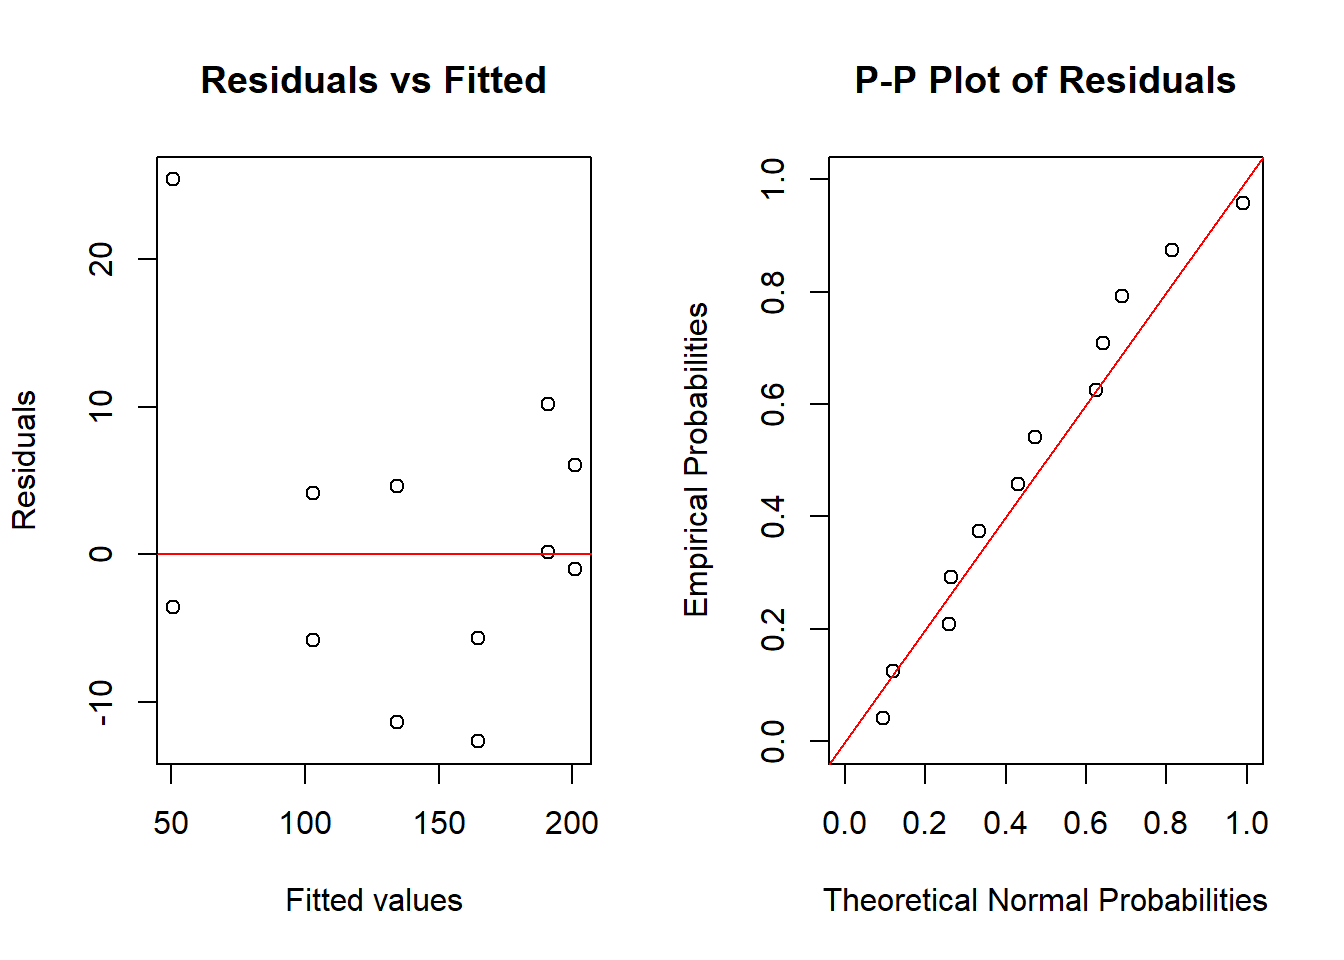 Residuals vs Fitted
Residuals
20
10
0
-10
50 100 150 200
Fitted values
P-P Plot of Residuals
Empirical Probabilities
1.0
0.8
0.6
0.4
0.2
0.0
0.0 0.2 0.4 0.6 0.8 1.0
Theoretical Normal Probabilities